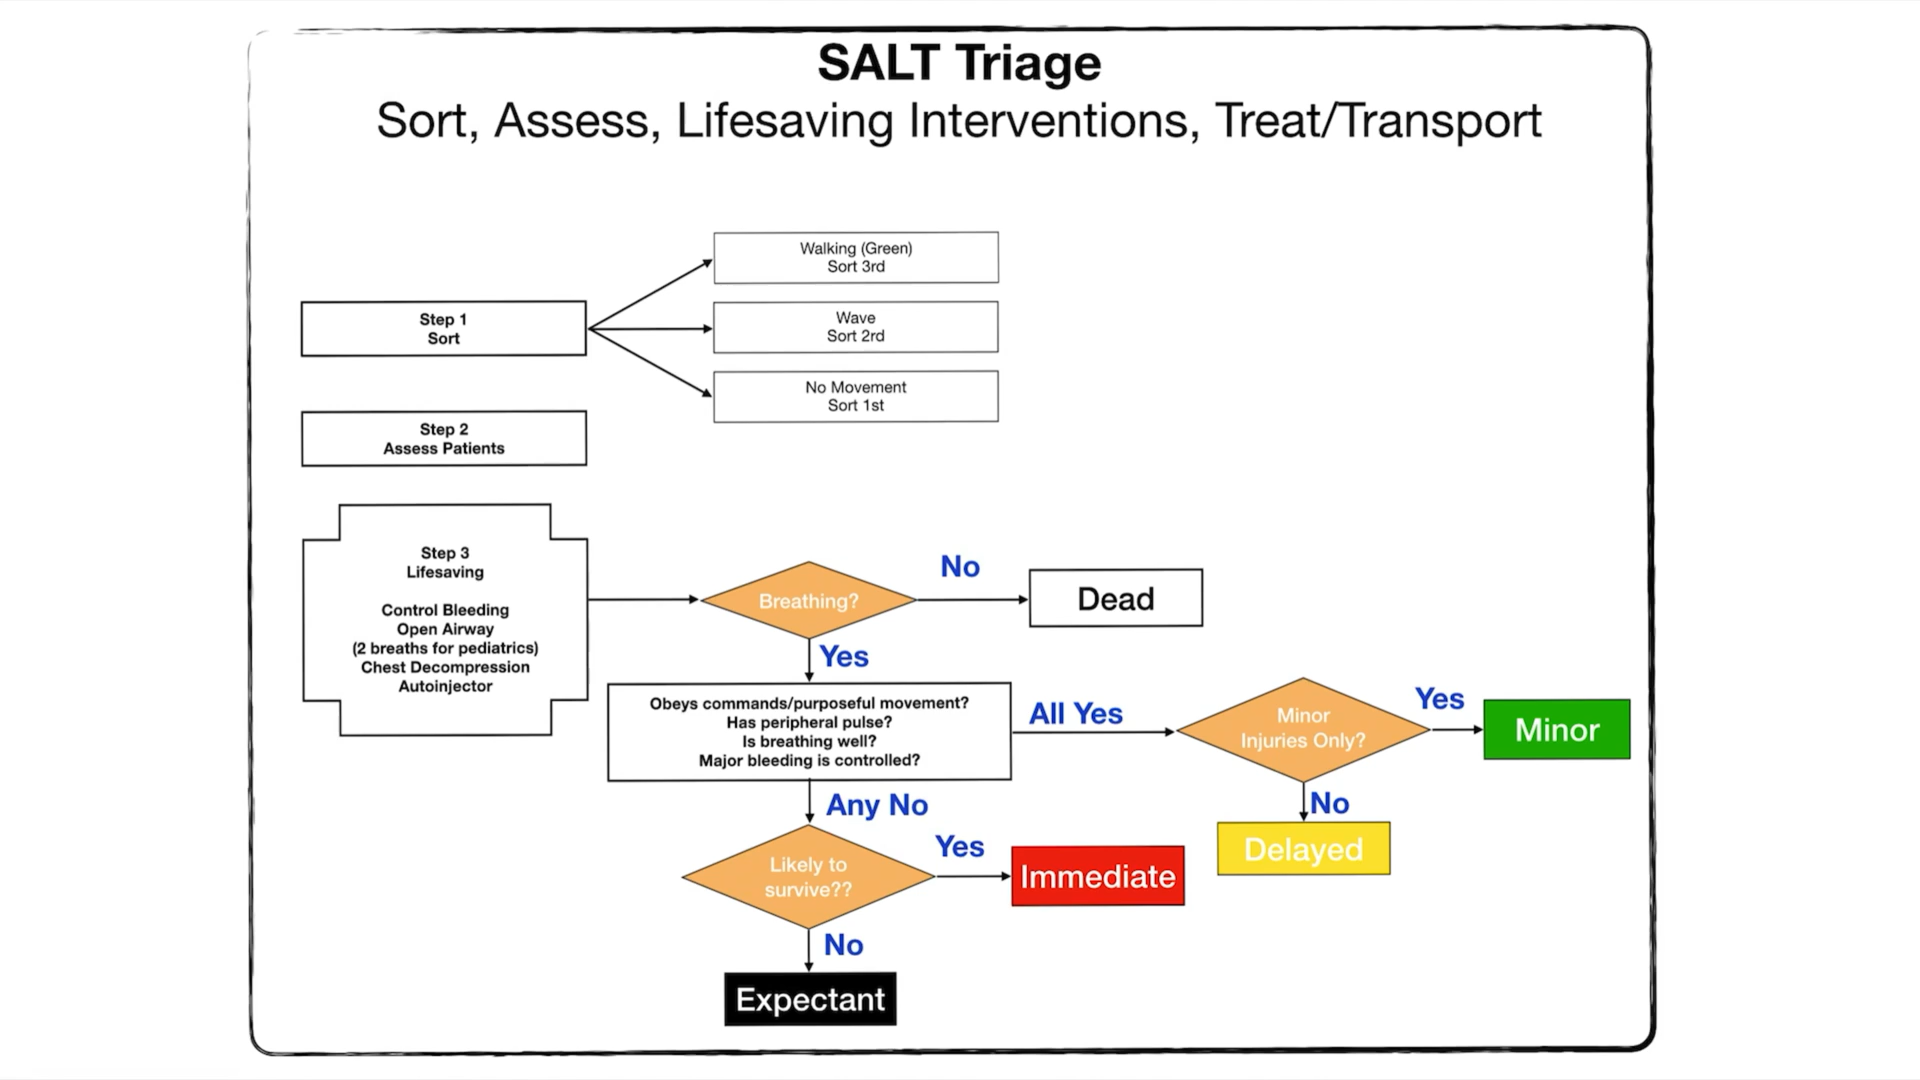 SALT Triage
Sort, Assess, Lifesaving Interventions, Treat/Transport
Walking (Green)
Sort 3rd
Step 1
Sort
Wave
Sort 2rd
No Movement
Sort 1st
Step 2
Assess Patients
Step 3
Lifesaving
Control Bleeding
Open Airway
(2 breaths for pediatrics)
Chest Decompression
Autoinjector
Breathing?
No
Dead
Yes
Obeys commands/purposeful movement?
Has peripheral pulse?
Is breathing well?
Major bleeding is controlled?
All Yes
Minor
Injuries Only?
Yes
Minor
No
Delayed
Any No
Likely to
survive??
Yes
Immediate
No
Expectant